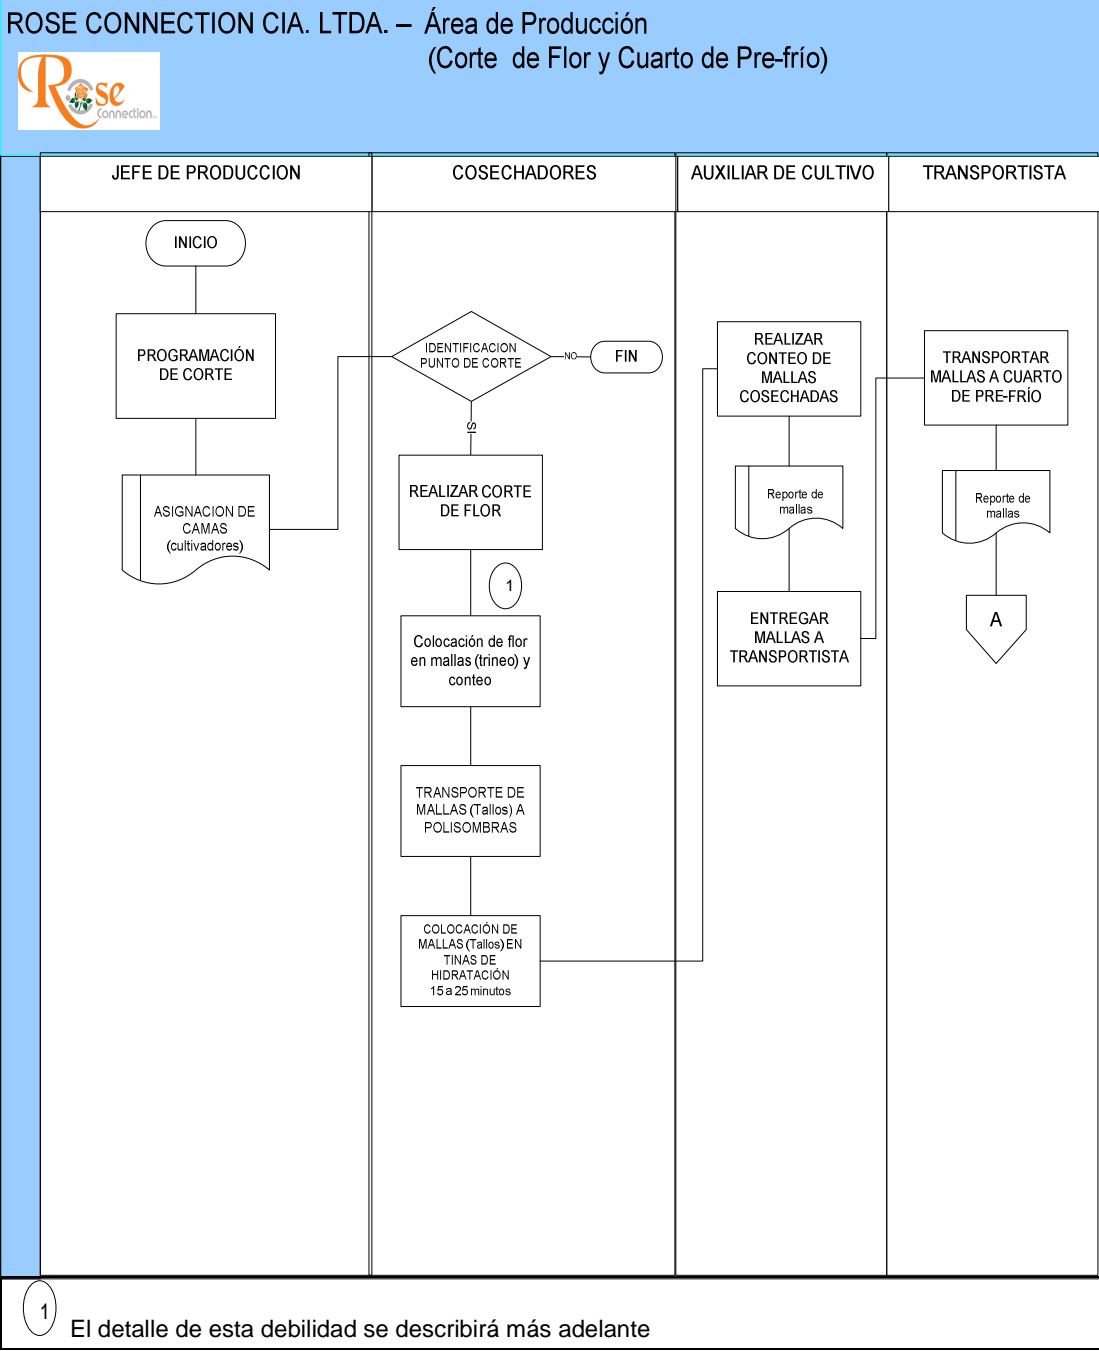 ROSE CONNECTION CIA. LTDA. – Área de Producción
(Corte de Flor y Cuarto de Pre-frío)
Rose
Connection
JEFE DE PRODUCCION
COSECHADORES
AUXILIAR DE CULTIVO
TRANSPORTISTA
INICIO
PROGRAMACIÓN
DE CORTE
ASIGNACION DE
CAMAS
(cultivadores)
IDENTIFICACION
PUNTO DE CORTE
NO
FIN
SI
REALIZAR CORTE
DE FLOR
1
Colocación de flor
en mallas (trineo) y
conteo
TRANSPORTE DE
MALLAS (Tallos) A
POLISOMBRAS
COLOCACIÓN DE
MALLAS (Tallos) EN
TINAS DE
HIDRATACIÓN
15 a 25 minutos
REALIZAR
CONTEO DE
MALLAS
COSECHADAS
Reporte de
mallas
ENTREGAR
MALLAS A
TRANSPORTISTA
TRANSPORTAR
MALLAS A CUARTO
DE PRE-FRÍO
Reporte de
mallas
A
1
El detalle de esta debilidad se describirá más adelante